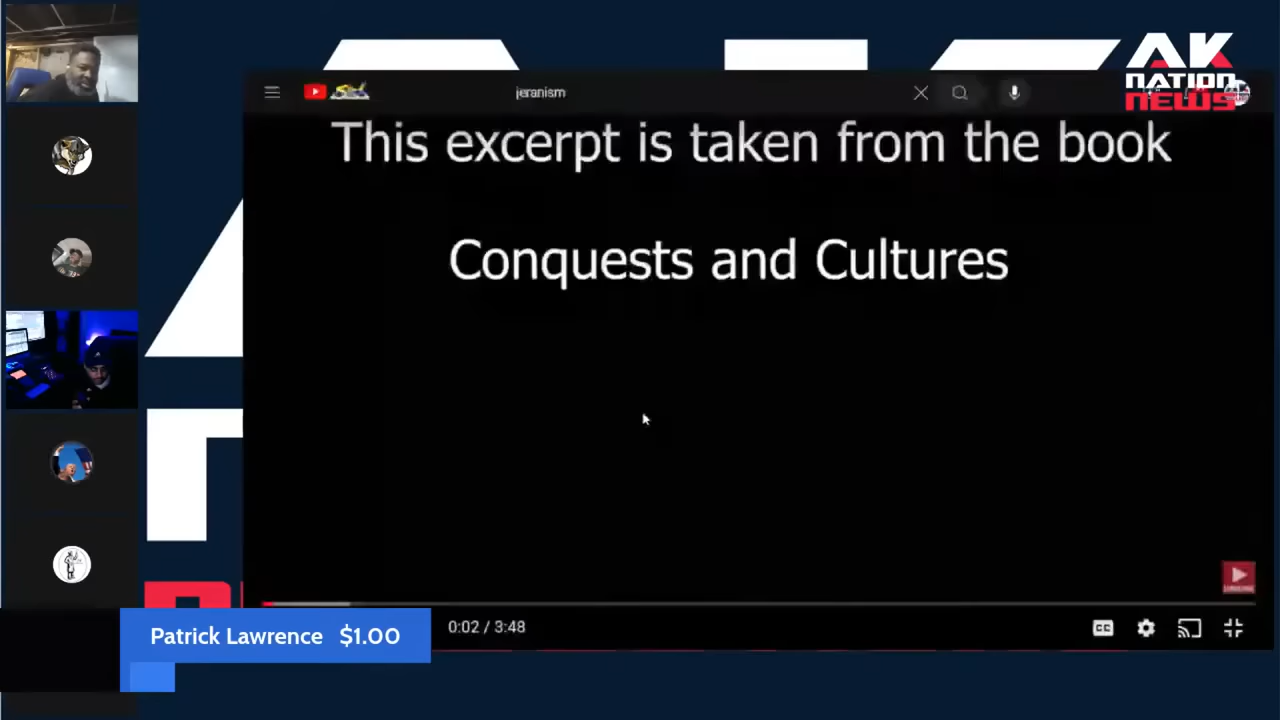 AK
NATION
NEWS
jeranism
This excerpt is taken from the book
Conquests and Cultures
Patrick Lawrence $1.00
0:02 / 3:48
CC